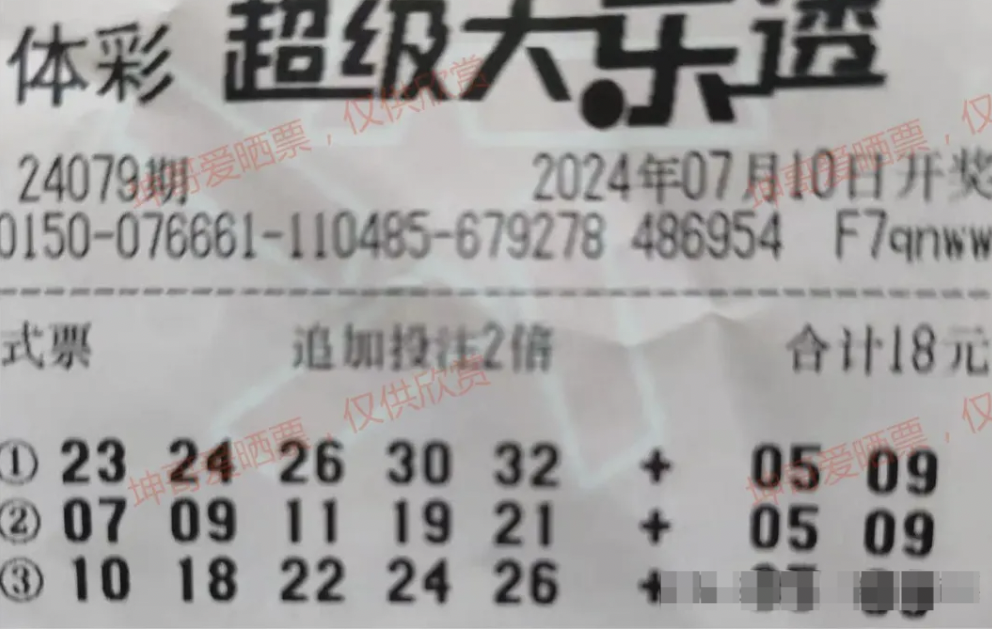 体彩 超级大乐透
24079期 2024年07月10日开奖
0150-076661-110485-679278 486954 F7qnww
式票 追加投注2倍 合计18元
① 23 24 26 30 32 + 05 09
② 07 09 11 19 21 + 05 09
③ 10 18 22 24 26 +
坤哥爱晒票，仅供欣赏
坤哥爱晒票，仅
坤哥爱晒票，仅供欣赏
坤哥爱晒票，仅